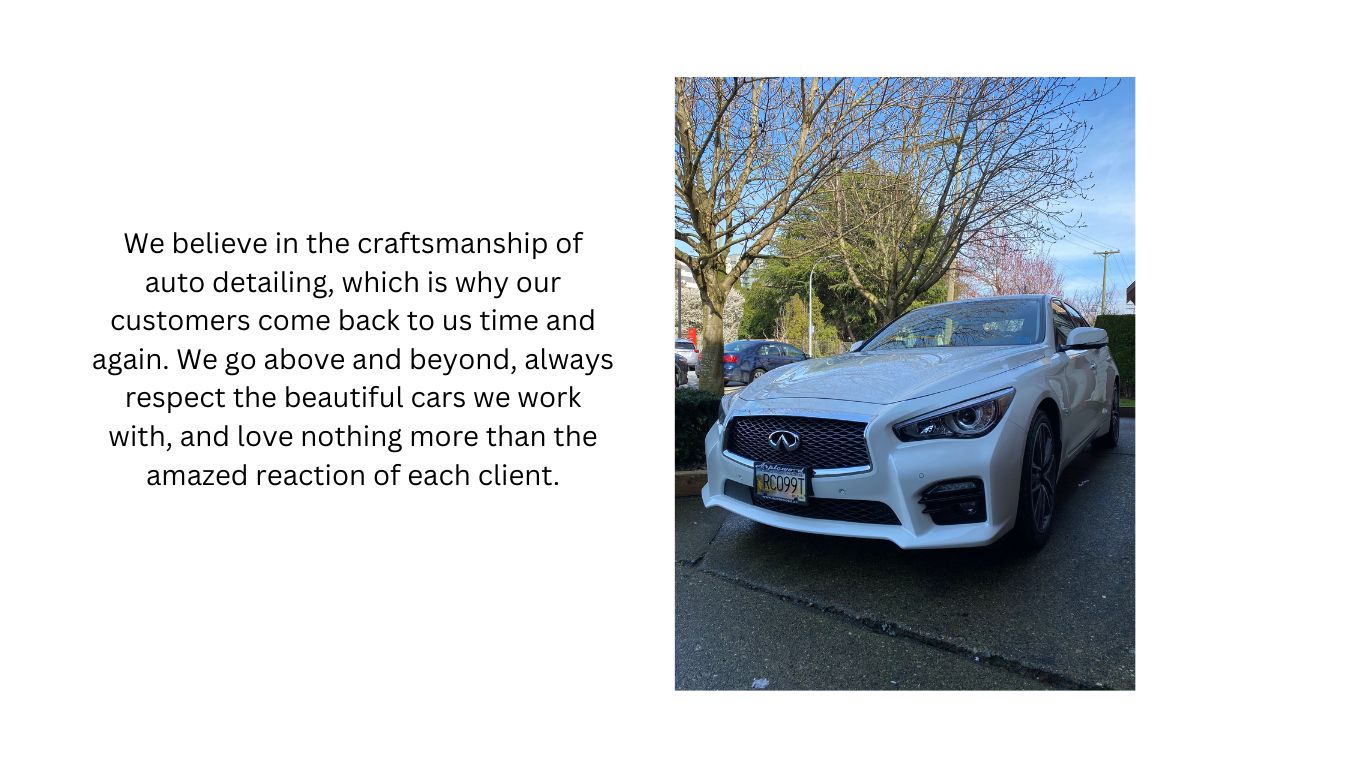 We believe in the craftsmanship of
auto detailing, which is why our
customers come back to us time and
again. We go above and beyond, always
respect the beautiful cars we work
with, and love nothing more than the
amazed reaction of each client.
RC099T